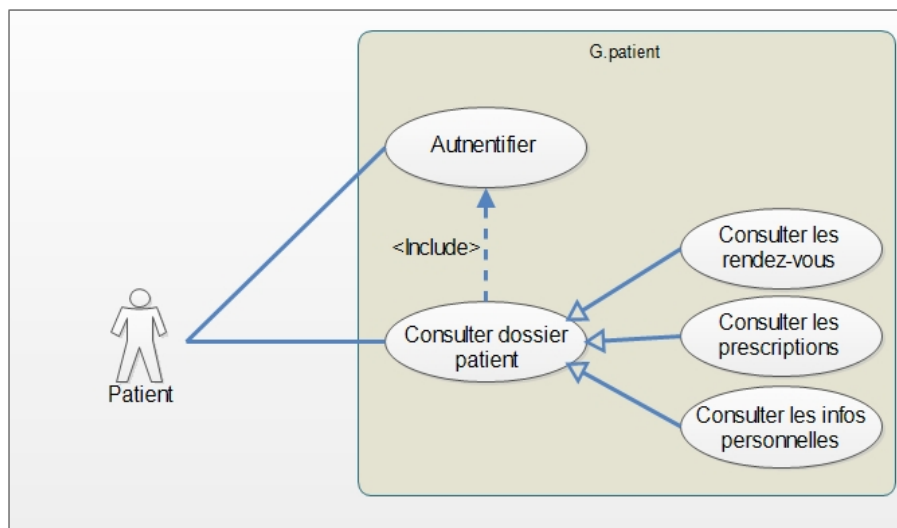 G.patient
Autnentifier
<Include>
Consulter les
rendez-vous
Consulter dossier
patient
Consulter les
prescriptions
Consulter les infos
personnelles
Patient